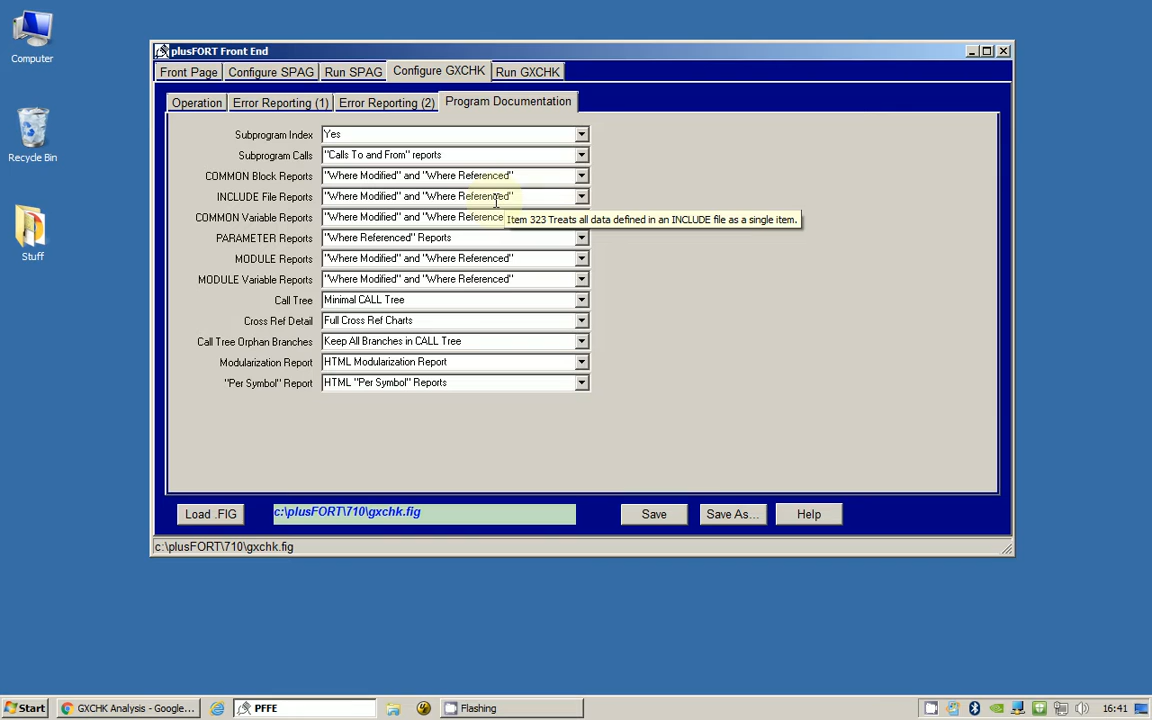 Computer
Recycle Bin
Stuff
plusFORT Front End
Front Page
Configure SPAG
Run SPAG
Configure GXCHK
Run GXCHK
Operation
Error Reporting (1)
Error Reporting (2)
Program Documentation
Subprogram Index
Yes
Subprogram Calls
"Calls To and From" reports
COMMON Block Reports
"Where Modified" and "Where Referenced"
INCLUDE File Reports
"Where Modified" and "Where Referenced"
COMMON Variable Reports
"Where Modified" and "Where Reference
Item 323 Treats all data defined in an INCLUDE file as a single item.
PARAMETER Reports
"Where Referenced" Reports
MODULE Reports
"Where Modified" and "Where Referenced"
MODULE Variable Reports
"Where Modified" and "Where Referenced"
Call Tree
Minimal CALL Tree
Cross Ref Detail
Full Cross Ref Charts
Call Tree Orphan Branches
Keep All Branches in CALL Tree
Modularization Report
HTML Modularization Report
"Per Symbol" Report
HTML "Per Symbol" Reports
Load .FIG
c:\plusFORT\710\gxchk.fig
Save
Save As...
Help
c:\plusFORT\710\gxchk.fig
Start
GXCHK Analysis - Google...
PFFE
Flashing
16:41